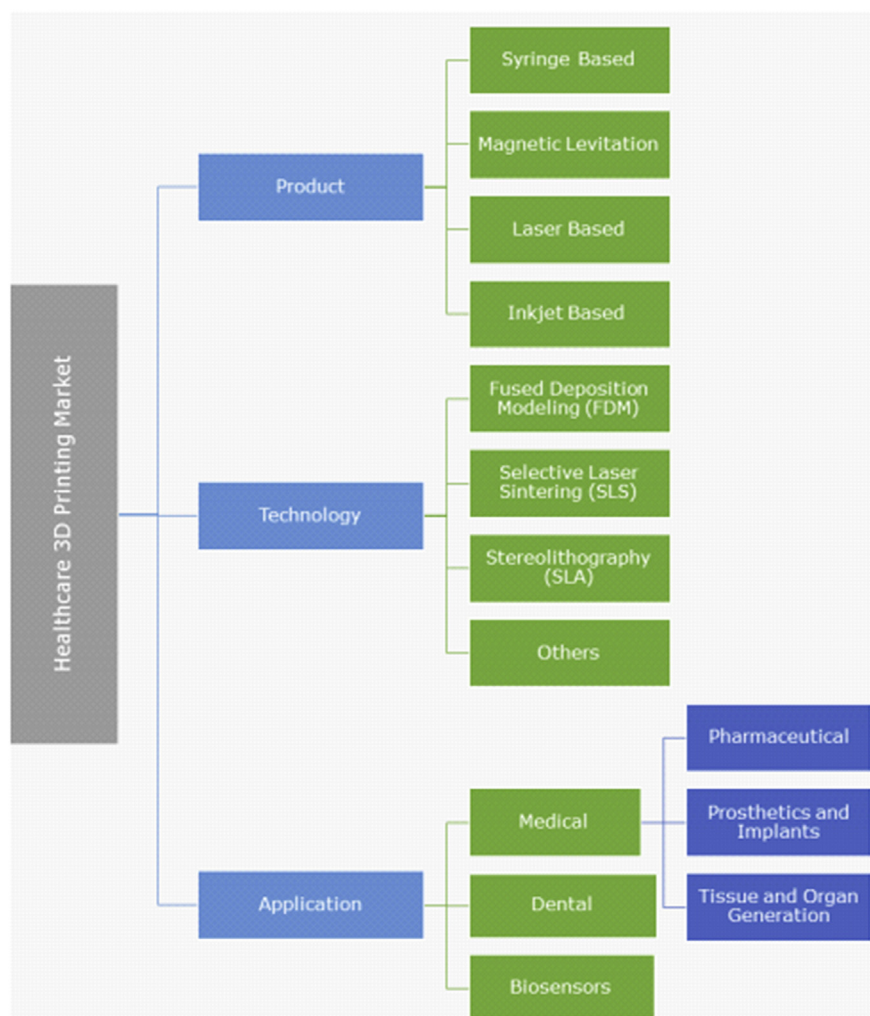 Healthcare 3D Printing Market
Product
Syringe Based
Magnetic Levitation
Laser Based
Inkjet Based
Technology
Fused Deposition
Modeling (FDM)
Selective Laser
Sintering (SLS)
Stereolithography
(SLA)
Others
Application
Medical
Pharmaceutical
Prosthetics and
Implants
Tissue and Organ
Generation
Dental
Biosensors